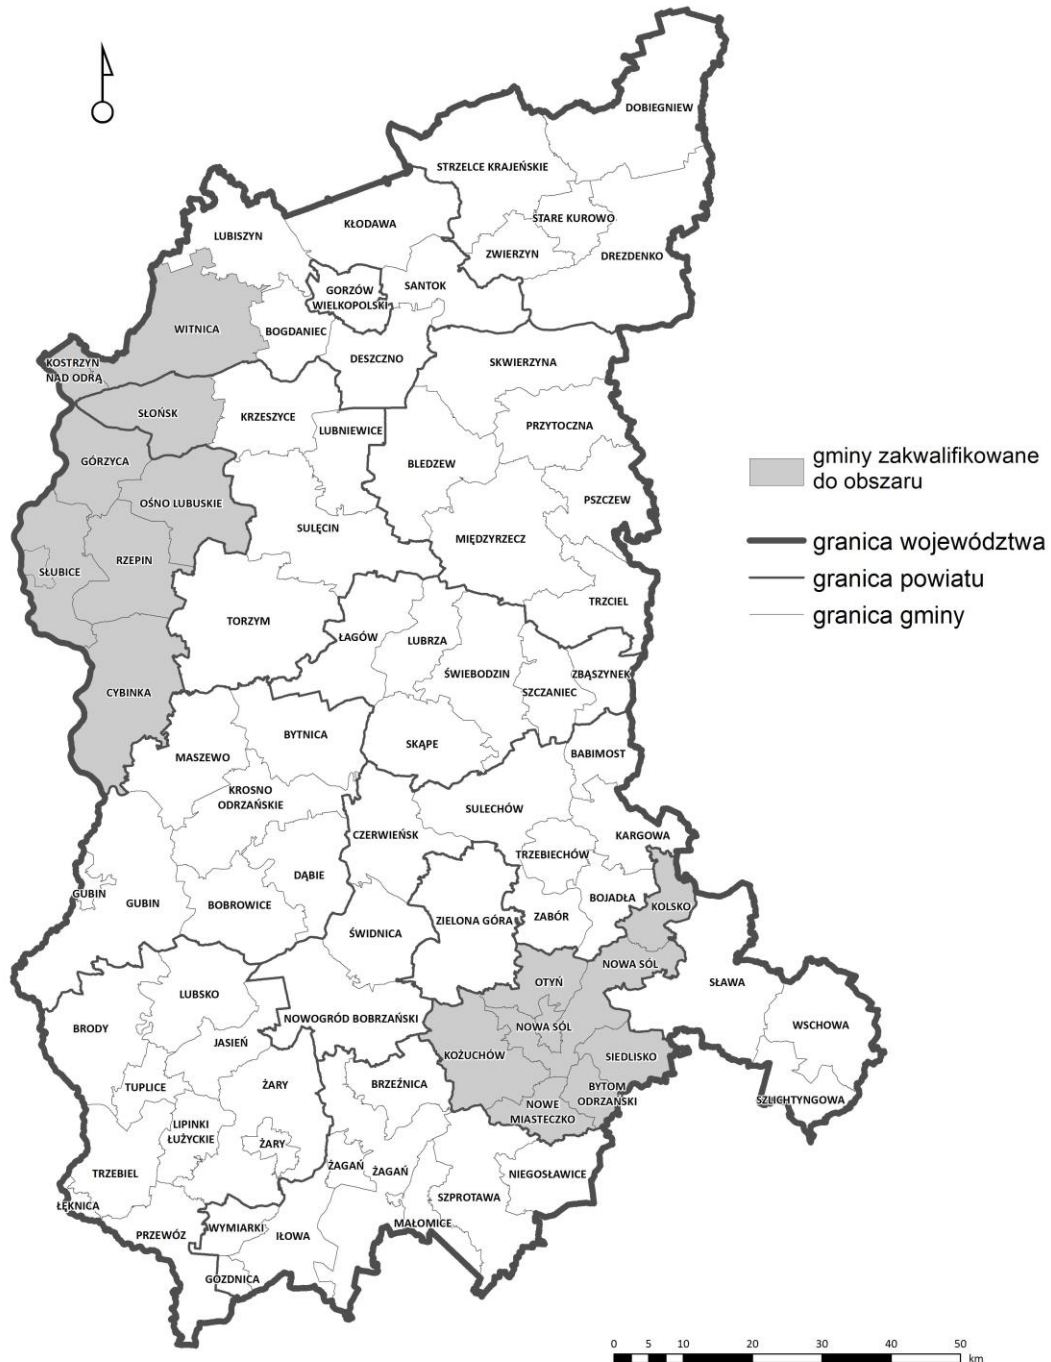 DOBIEGNIEW
STRZELCE KRAJEŃSKIE
STARE KUROWO
KŁODAWA
LUBISZYN
ZWIERZYN
DREZDENKO
SANTOK
GORZÓW
WIELKOPOLSKI
WITNICA
BOGDANIEC
DESZCZNO
SKWIERZYNA
KOSTRZYN
NAD ODRĄ
SŁOŃSK
KRZESZYCE
LUBNIEWICE
PRZYTOCZNA
GÓRZYCA
BLEDZEW
gminy zakwalifikowane
do obszaru
OŚNO LUBUSKIE
PSZCZEW
SULĘCIN
MIĘDZYRZECZ
granica województwa
SŁUBICE
RZEPIN
granica powiatu
TRZCIEL
granica gminy
TORZYM
ŁAGÓW
LUBRZA
ŚWIEBODZIN
ZBĄSZYNEK
CYBINKA
SZCZANIEC
BYTNICA
SKĄPE
MASZEWO
BABIMOST
KROSNO
ODRZAŃSKIE
SULECHÓW
CZERWIEŃSK
KARGOWA
TRZEBIECHÓW
DĄBIE
GUBIN
GUBIN
BOBROWICE
BOJADŁA
KOLSKO
ZIELONA GÓRA
ZABÓR
ŚWIDNICA
NOWA SÓL
LUBSKO
OTYŃ
SŁAWA
NOWOGRÓD BOBRZAŃSKI
BRODY
NOWA SÓL
WSCHOWA
JASIEŃ
KOŻUCHÓW
SIEDLISKO
TUPLICE
ŻARY
BRZEŹNICA
BYTOM
ODRZAŃSKI
NOWE
MIASTECZKO
SZLICHTYNGOWA
LIPINKI
ŁUŻYCKIE
ŻARY
TRZEBIEL
ŻAGAŃ
ŻAGAŃ
NIEGOSŁAWICE
SZPROTAWA
ŁĘKNICA
MAŁOMICE
PRZEWÓZ
WYMIARKI
IŁOWA
GOZDNICA
0 5 10 20 30 40 50
km